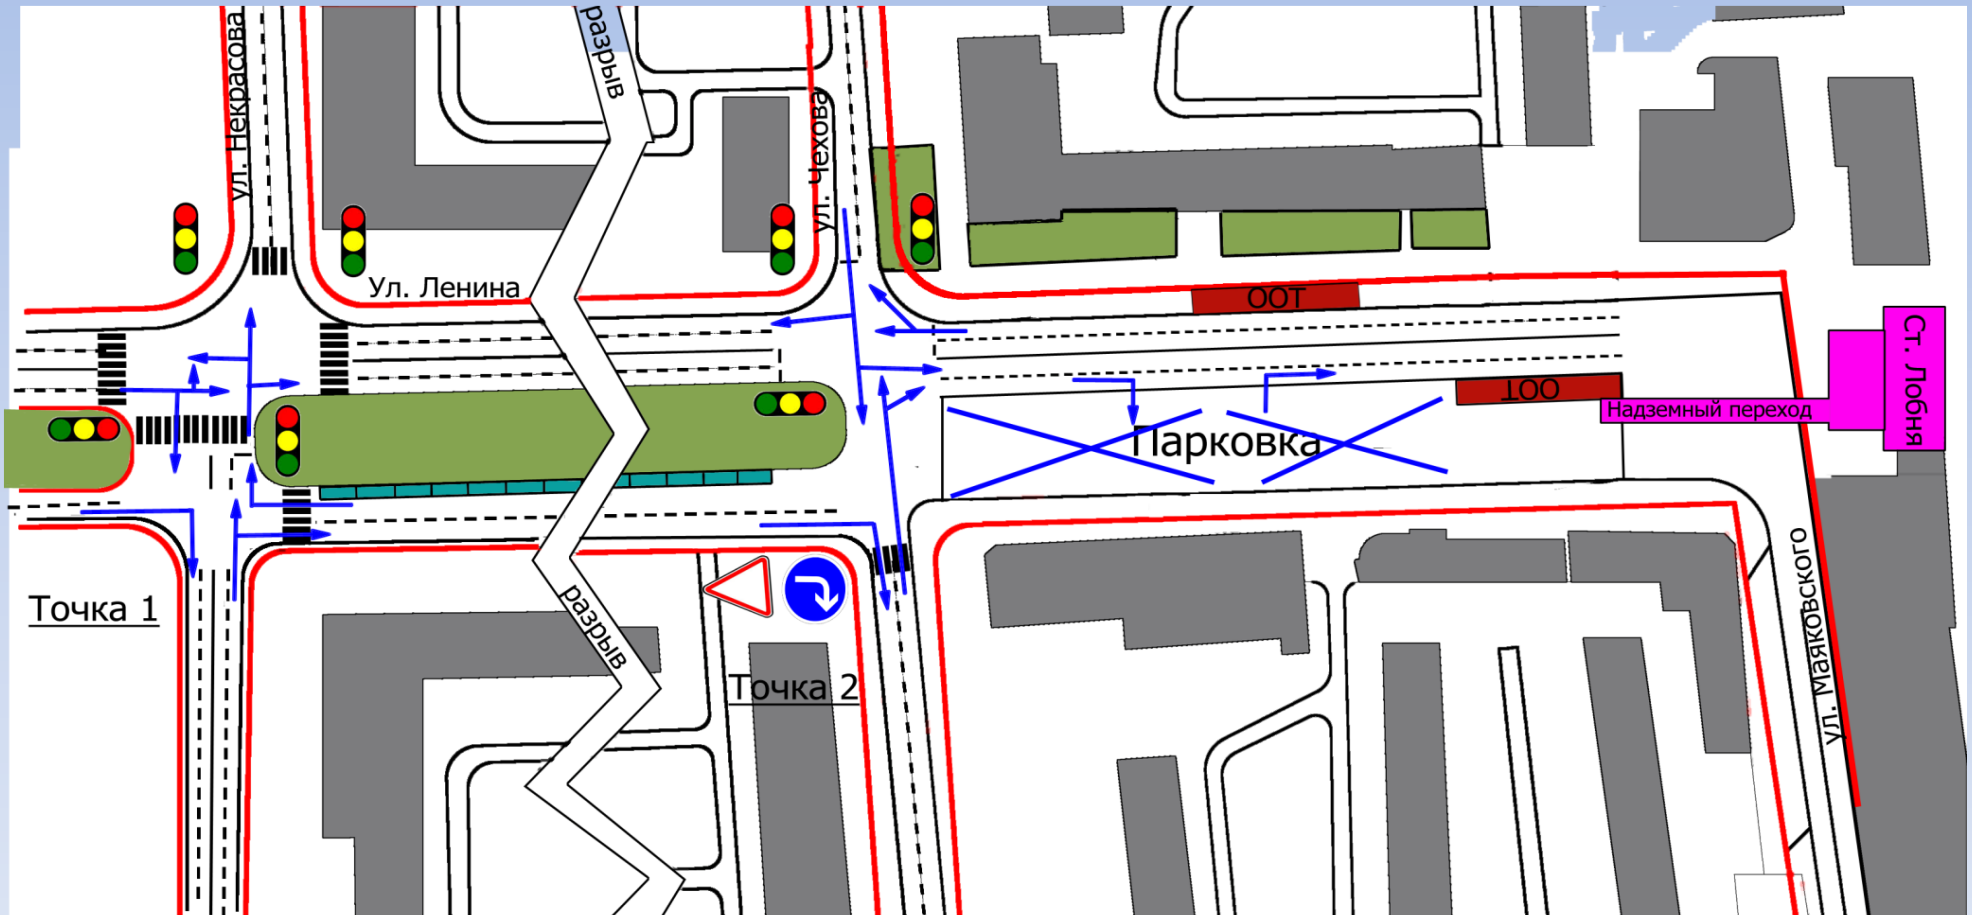 ул. Некрасова
разрыв
ул. Чехова
Ул. Ленина
ООТ
Ст. Лобня
ООТ
Надземный переход
Парковка
Точка 1
разрыв
Точка 2
ул. Маяковского